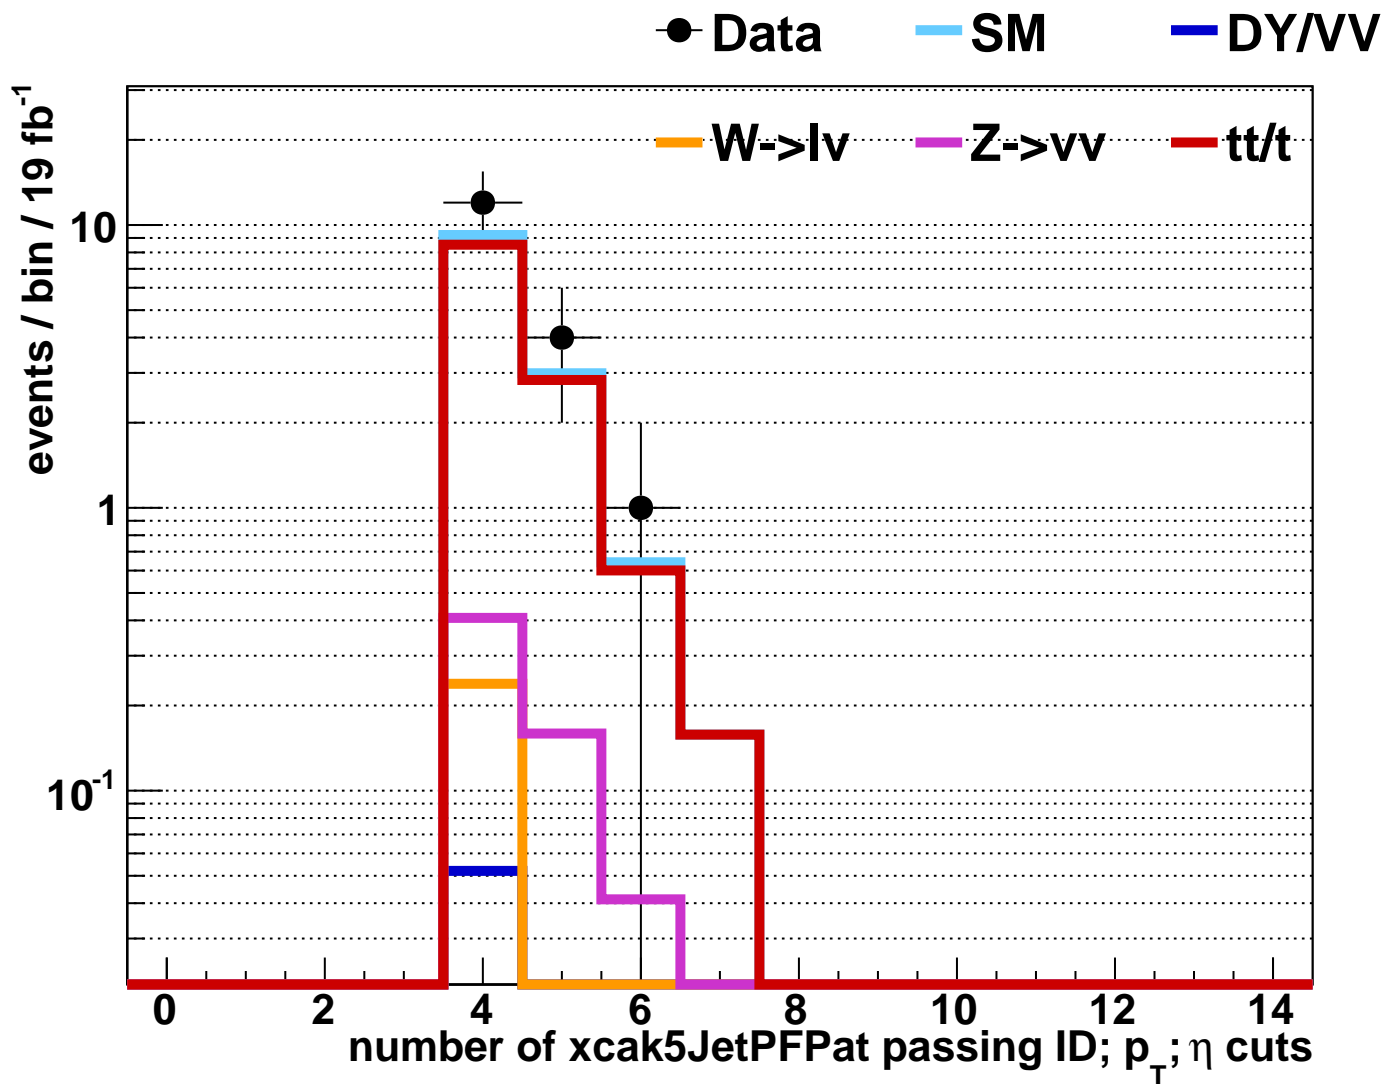 Data SM DY/VV
W->lv Z->vv tt/t
events / bin / 19 fb⁻¹
10
1
10⁻¹
0 2 4 6 8 10 12 14
number of xcak5JetPFPat passing ID; p_T; η cuts